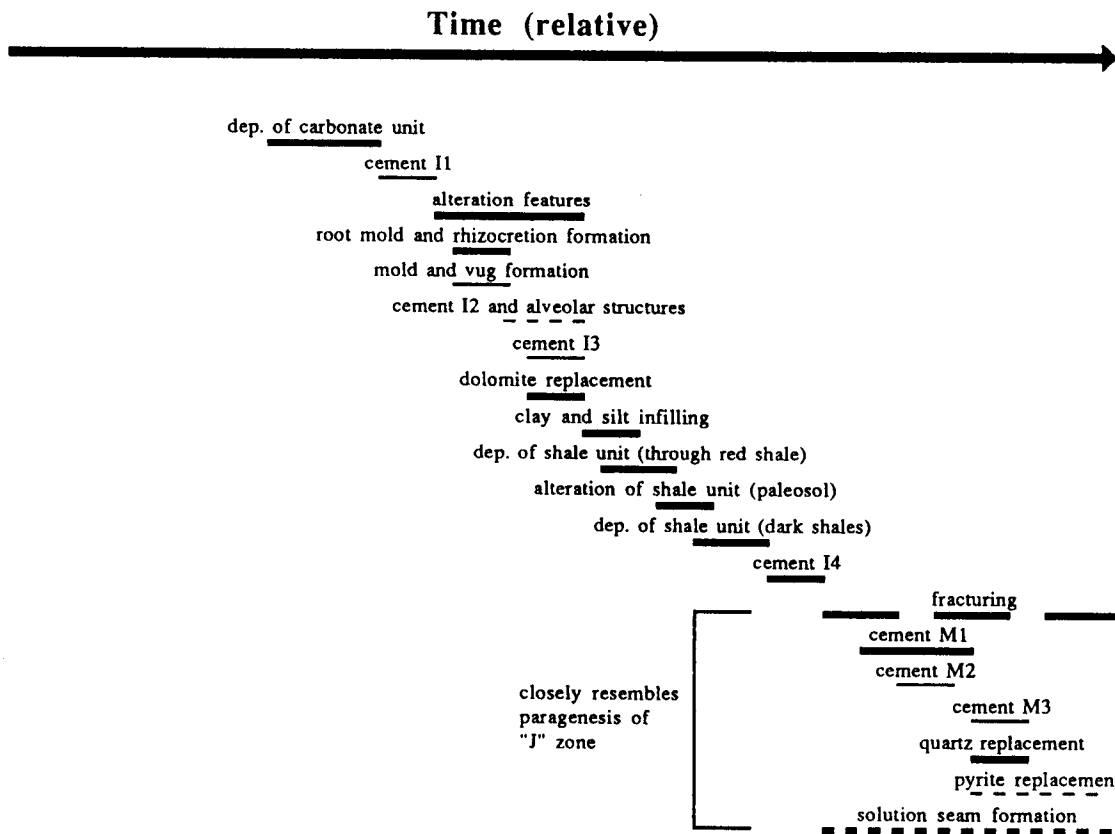 Time (relative)
dep. of carbonate unit
cement I1
alteration features
root mold and rhizocretion formation
mold and vug formation
cement I2 and alveolar structures
cement I3
dolomite replacement
clay and silt infilling
dep. of shale unit (through red shale)
alteration of shale unit (paleosol)
dep. of shale unit (dark shales)
cement I4
fracturing
cement M1
cement M2
closely resembles
paragenesis of
"J" zone
cement M3
quartz replacement
pyrite replacemen
solution seam formation